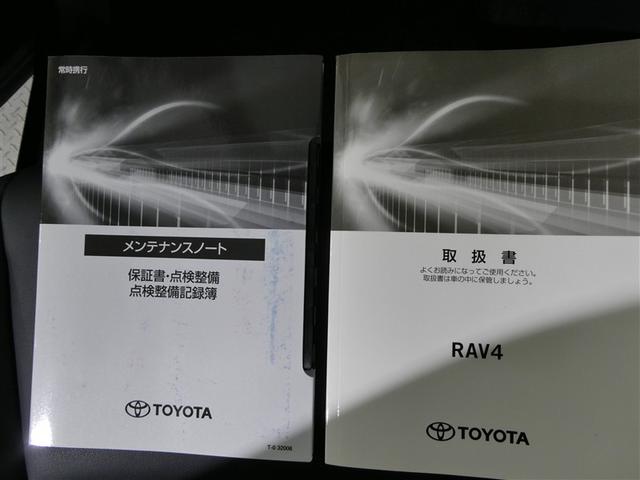 常時携行
メンテナンスノート
保証書・点検整備
点検整備記録簿
TOYOTA
T-0 32006
取扱書
よくお読みになってご使用ください。
取扱書は車の中に保管しましょう。
RAV4
TOYOTA